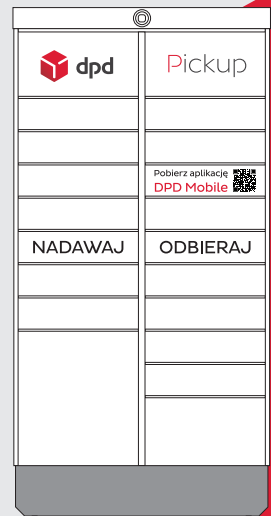 dpd
Pickup
Pobierz aplikację
DPD Mobile
NADAWAJ
ODBIERAJ